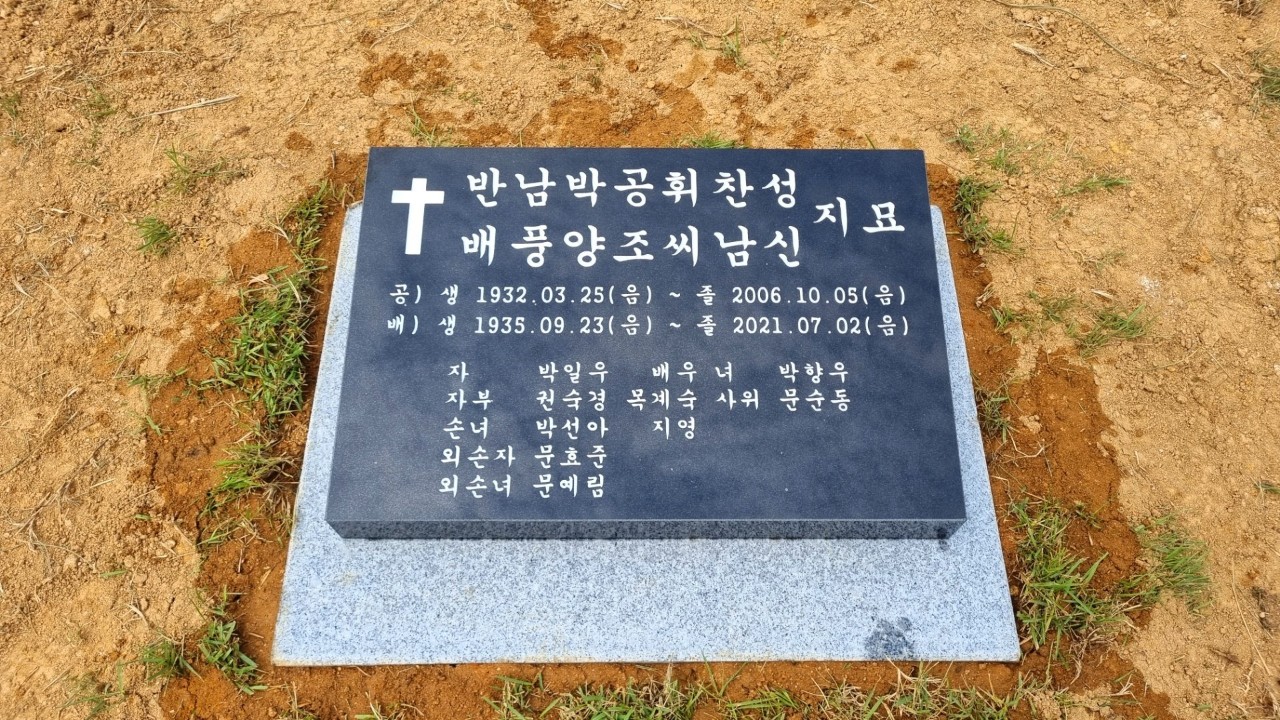 반남박공휘찬성
배풍양조씨남신
지묘
공) 생 1932.03.25(음) ~ 졸 2006.10.05(음)
배) 생 1935.09.23(음) ~ 졸 2021.07.02(음)
자 박일우 배우 녀 박향우
자부 권숙경 목계숙 사위 문순동
손녀 박선아 지영
외손자 문효준
외손녀 문예림